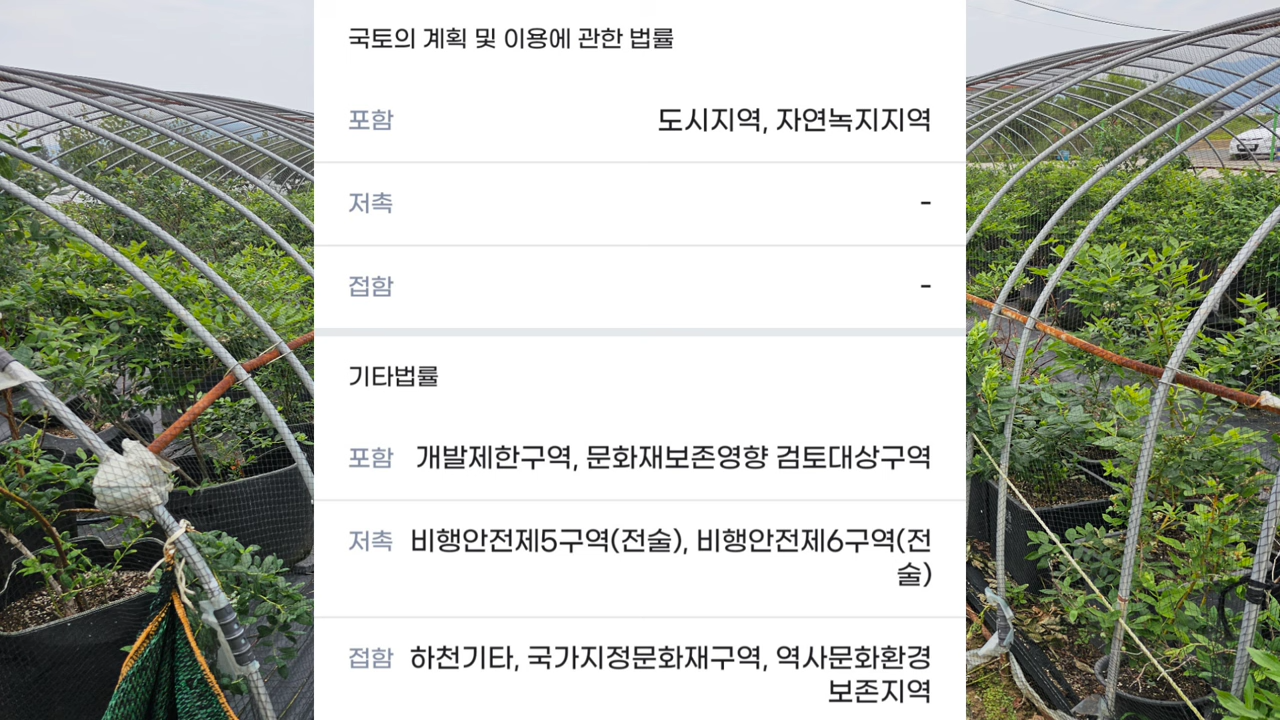 국토의 계획 및 이용에 관한 법률
포함 도시지역, 자연녹지지역
저촉 -
접함 -
기타법률
포함 개발제한구역, 문화재보존영향 검토대상구역
저촉 비행안전제5구역(전술), 비행안전제6구역(전
술)
접함 하천기타, 국가지정문화재구역, 역사문화환경
보존지역